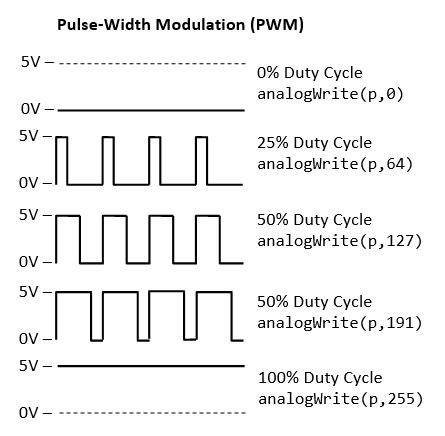 Pulse-Width Modulation (PWM)
5V
0% Duty Cycle
analogWrite(p,0)
0V
5V
25% Duty Cycle
analogWrite(p,64)
0V
5V
50% Duty Cycle
analogWrite(p,127)
0V
5V
50% Duty Cycle
analogWrite(p,191)
0V
5V
100% Duty Cycle
analogWrite(p,255)
0V